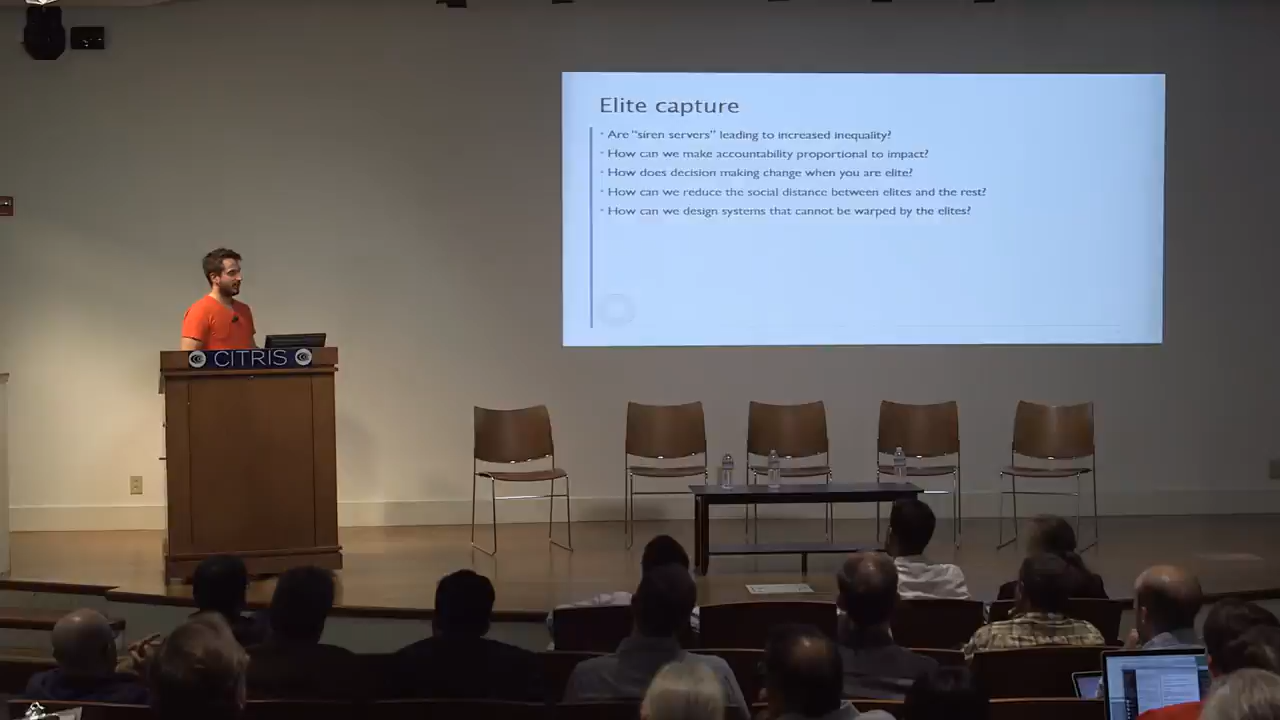 Elite capture
Are "siren servers" leading to increased inequality?
How can we make accountability proportional to impact?
How does decision making change when you are elite?
How can we reduce the social distance between elites and the rest?
How can we design systems that cannot be warped by the elites?
CITRIS